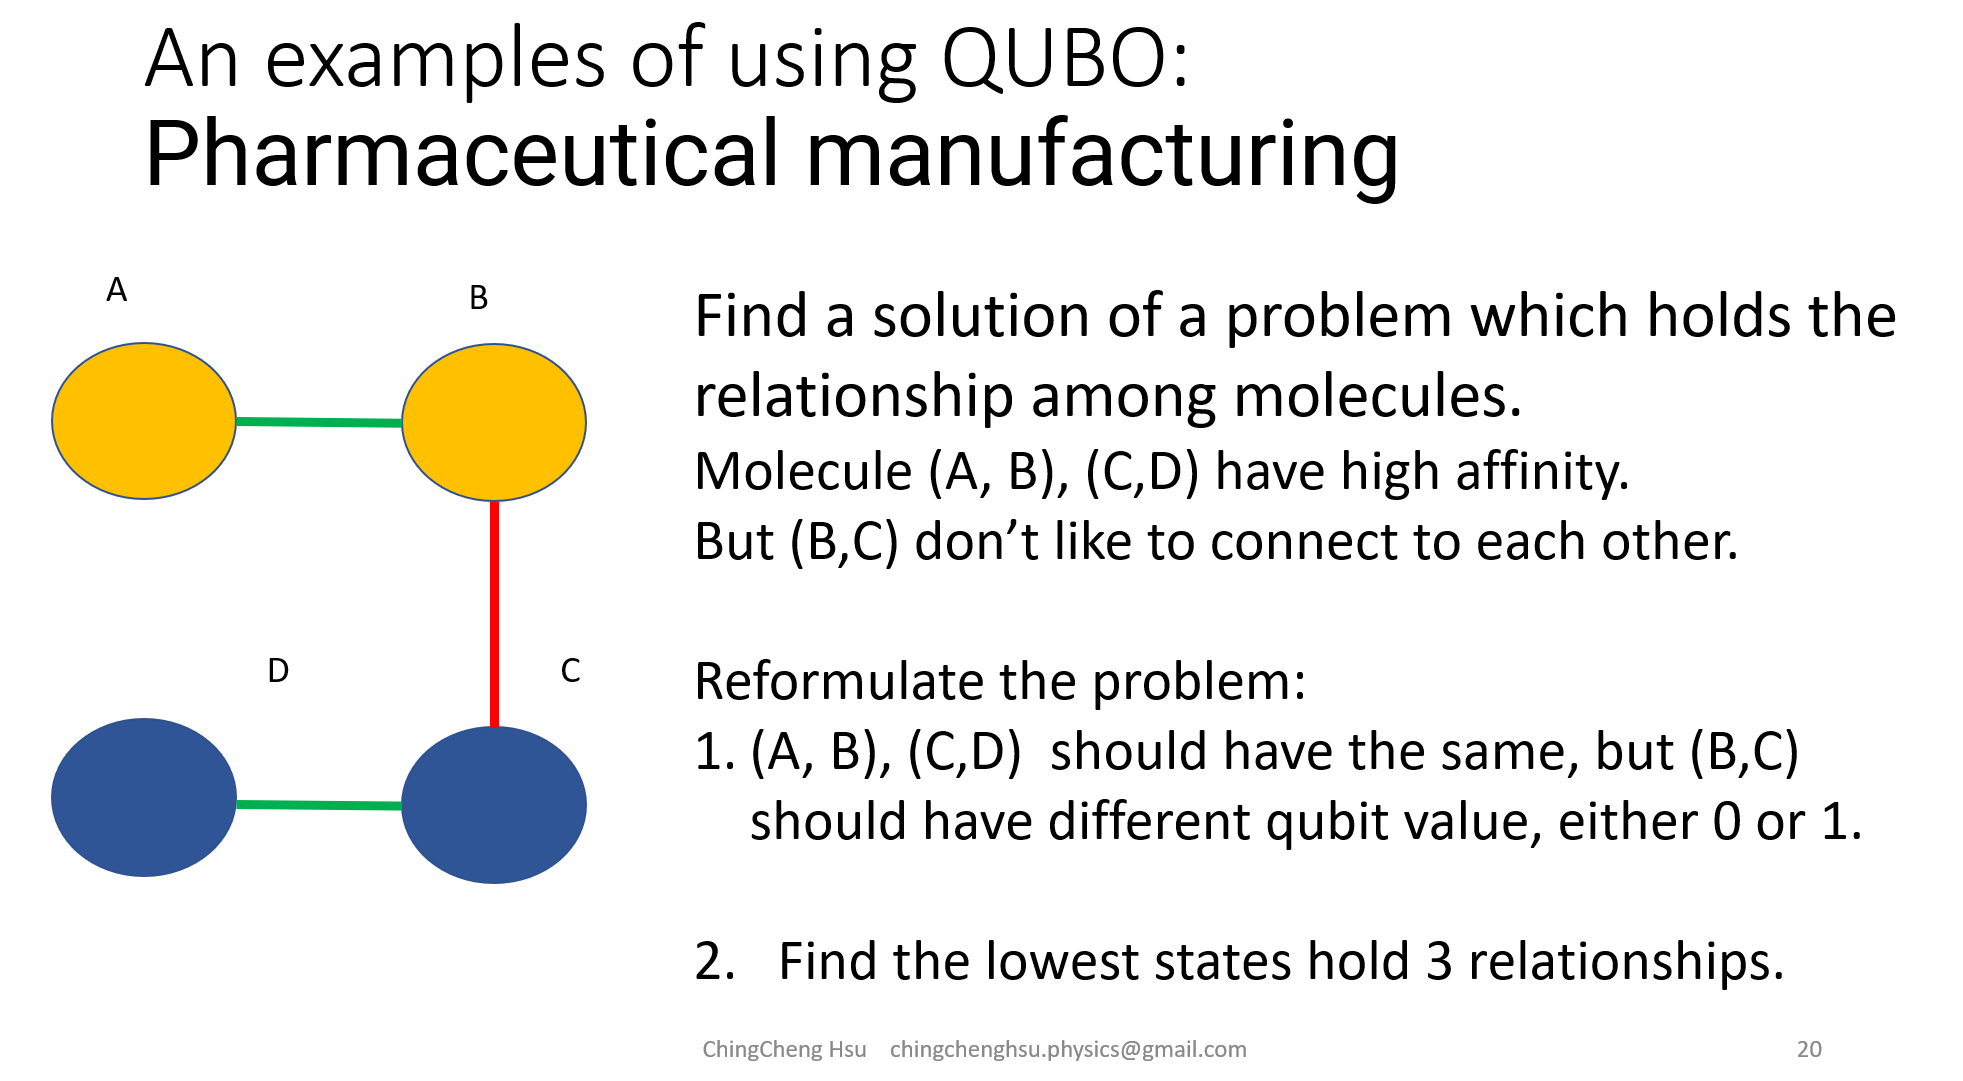 An examples of using QUBO:
Pharmaceutical manufacturing
A
B
D
C
Find a solution of a problem which holds the
relationship among molecules.
Molecule (A, B), (C,D) have high affinity.
But (B,C) don’t like to connect to each other.
Reformulate the problem:
1. (A, B), (C,D) should have the same, but (B,C)
should have different qubit value, either 0 or 1.
2. Find the lowest states hold 3 relationships.
ChingCheng Hsu chingchenghsu.physics@gmail.com
20